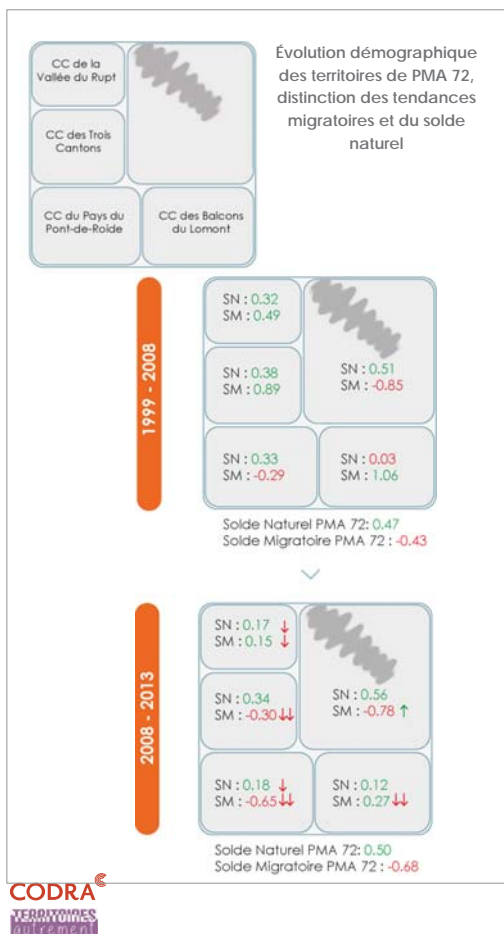 Évolution démographique
des territoires de PMA 72,
distinction des tendances
migratoires et du solde
naturel
CC de la
Vallée du Rupt
CC des Trois
Cantons
CC du Pays du
Pont-de-Roide
CC des Balcons
du Lomont
1999 - 2008
SN : 0.32
SM : 0.49
SN : 0.38
SM : 0.89
SN : 0.51
SM : -0.85
SN : 0.33
SM : -0.29
SN : 0.03
SM : 1.06
Solde Naturel PMA 72: 0.47
Solde Migratoire PMA 72 : -0.43
2008 - 2013
SN : 0.17 ↓
SM : 0.15 ↓
SN : 0.34
SM : -0.30 ↓↓
SN : 0.56
SM : -0.78 ↑
SN : 0.18 ↓
SM : -0.65 ↓↓
SN : 0.12
SM : 0.27 ↓↓
Solde Naturel PMA 72: 0.50
Solde Migratoire PMA 72 : -0.68
CODRA
TERRITOIRES
autrement